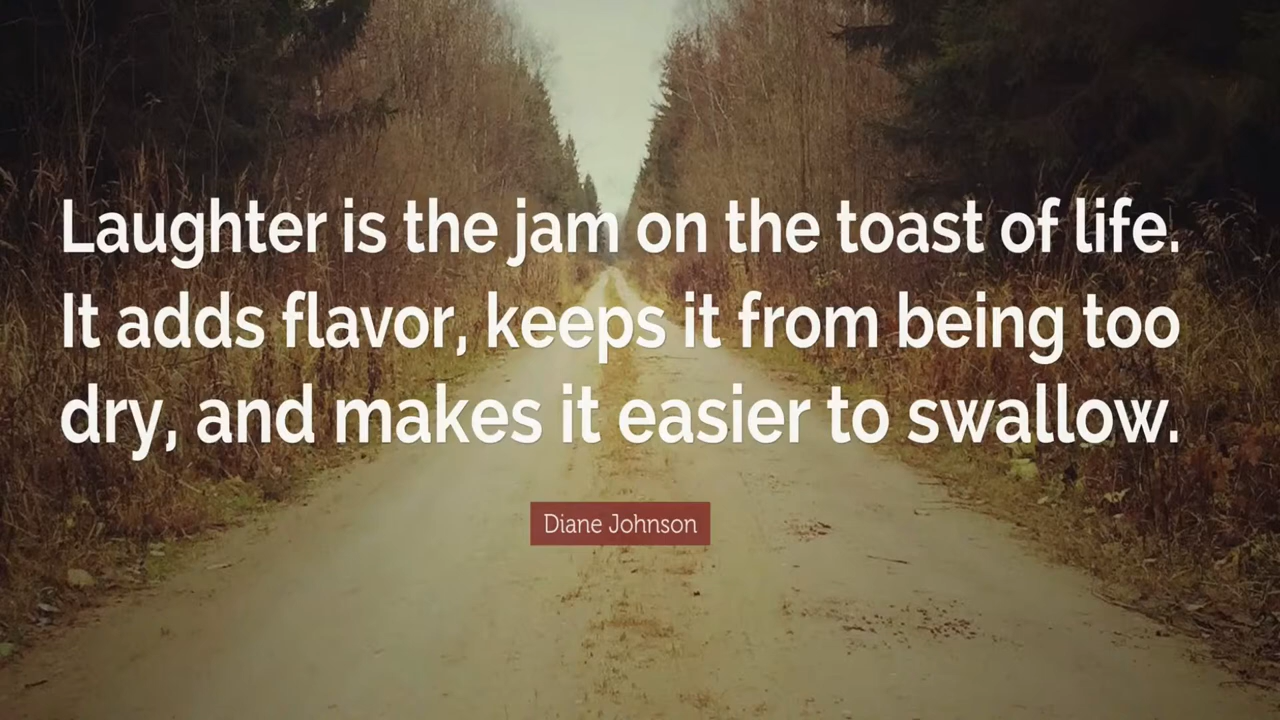 Laughter is the jam on the toast of life.
It adds flavor, keeps it from being too
dry, and makes it easier to swallow.
Diane Johnson